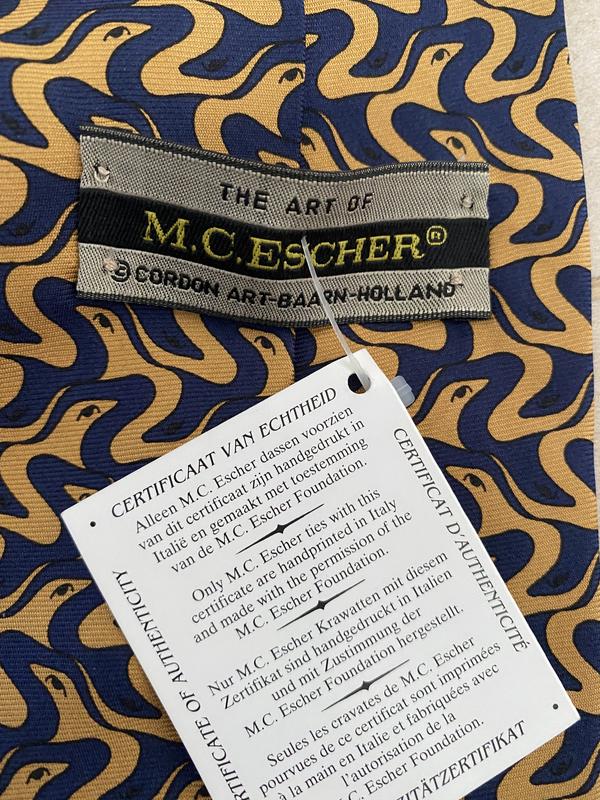 THE ART OF
M.C.ESCHER®
© CORDON ART-BAARN-HOLLAND
CERTIFICAAT VAN ECHTHEID
Alleen M.C. Escher dassen voorzien
van dit certificaat zijn handgedrukt in
Italië en gemaakt met toestemming
van de M.C. Escher Foundation.
Only M.C. Escher ties with this
certificate are handprinted in Italy
and made with the permission of the
M.C. Escher Foundation.
Nur M.C. Escher Krawatten mit diesem
Zertifikat sind handgedruckt in Italien
und mit Zustimmung der
M.C. Escher Foundation hergestellt.
Seules les cravates de M.C. Escher
pourvues de ce certificat sont imprimées
à la main en Italie et fabriquées avec
l'autorisation de la
M.C. Escher Foundation.
CERTIFICAT D'AUTHENTICITÉ
RTIFICATE OF AUTHENTICITY
ZITÄTZERTIFIKAT